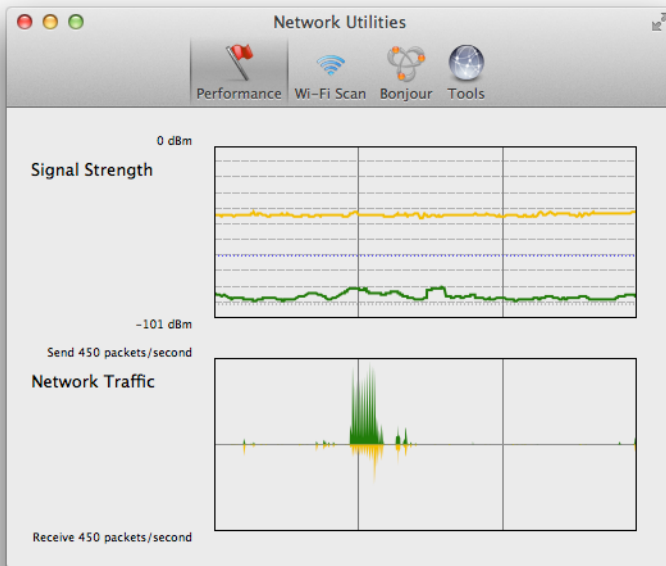 Network Utilities
Performance Wi-Fi Scan Bonjour Tools
0 dBm
Signal Strength
-101 dBm
Send 450 packets/second
Network Traffic
Receive 450 packets/second